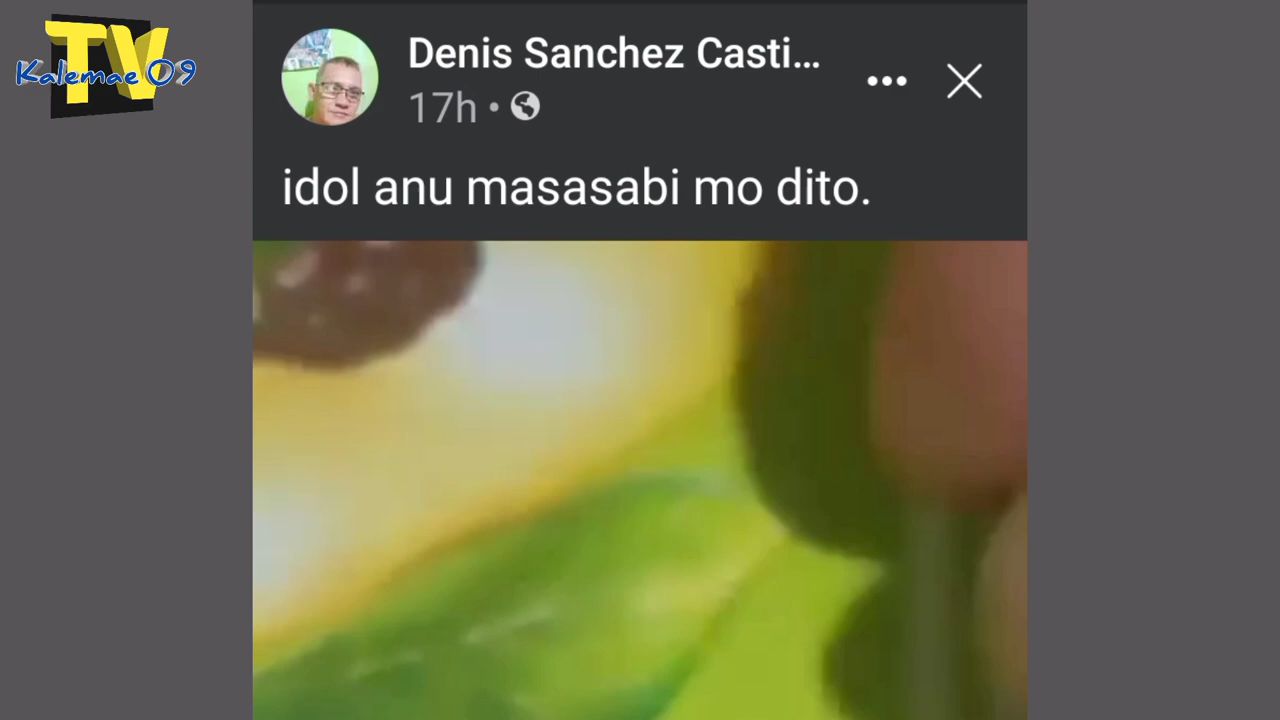 TV
Kalemae 09
Denis Sanchez Casti...
17h
idol anu masasabi mo dito.